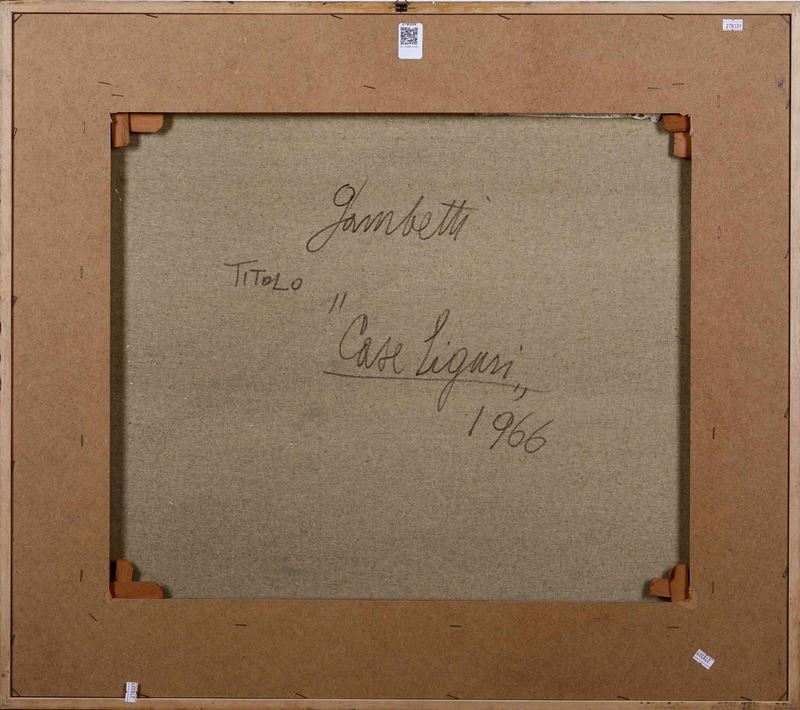 Gambetti
TITOLO
"Case Liguri"
1966